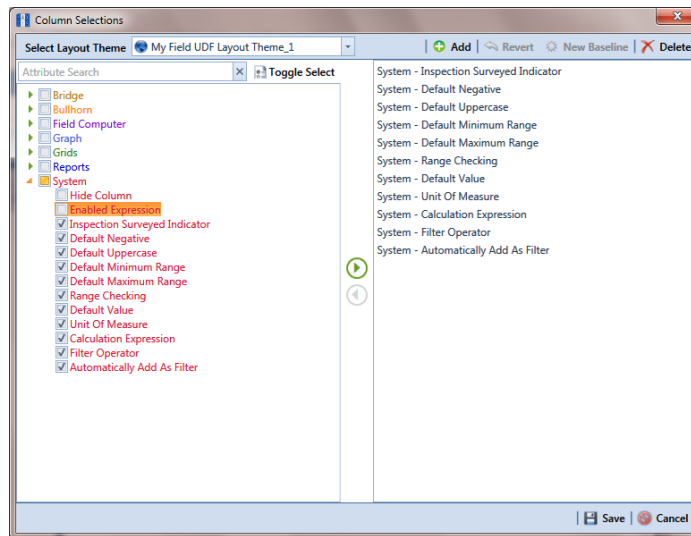 Column Selections
Select Layout Theme My Field UDF Layout Theme_1 Add Revert New Baseline Delete
Attribute Search Toggle Select
Bridge
Bullhorn
Field Computer
Graph
Grids
Reports
System
Hide Column
Enabled Expression
Inspection Surveyed Indicator
Default Negative
Default Uppercase
Default Minimum Range
Default Maximum Range
Range Checking
Default Value
Unit Of Measure
Calculation Expression
Filter Operator
Automatically Add As Filter
System - Inspection Surveyed Indicator
System - Default Negative
System - Default Uppercase
System - Default Minimum Range
System - Default Maximum Range
System - Range Checking
System - Default Value
System - Unit Of Measure
System - Calculation Expression
System - Filter Operator
System - Automatically Add As Filter
Save Cancel